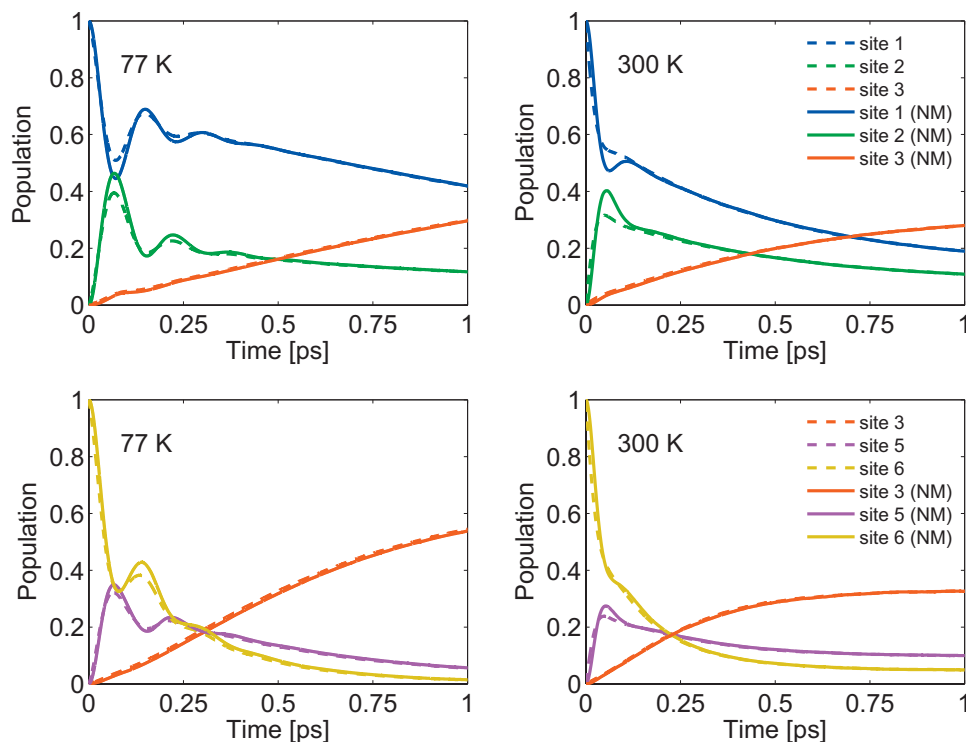 1
0.8
0.6
0.4
0.2
0
Population
77 K
0 0.25 0.5 0.75 1
Time [ps]
1
0.8
0.6
0.4
0.2
0
Population
300 K
site 1
site 2
site 3
site 1 (NM)
site 2 (NM)
site 3 (NM)
0 0.25 0.5 0.75 1
Time [ps]
1
0.8
0.6
0.4
0.2
0
Population
77 K
0 0.25 0.5 0.75 1
Time [ps]
1
0.8
0.6
0.4
0.2
0
Population
300 K
site 3
site 5
site 6
site 3 (NM)
site 5 (NM)
site 6 (NM)
0 0.25 0.5 0.75 1
Time [ps]